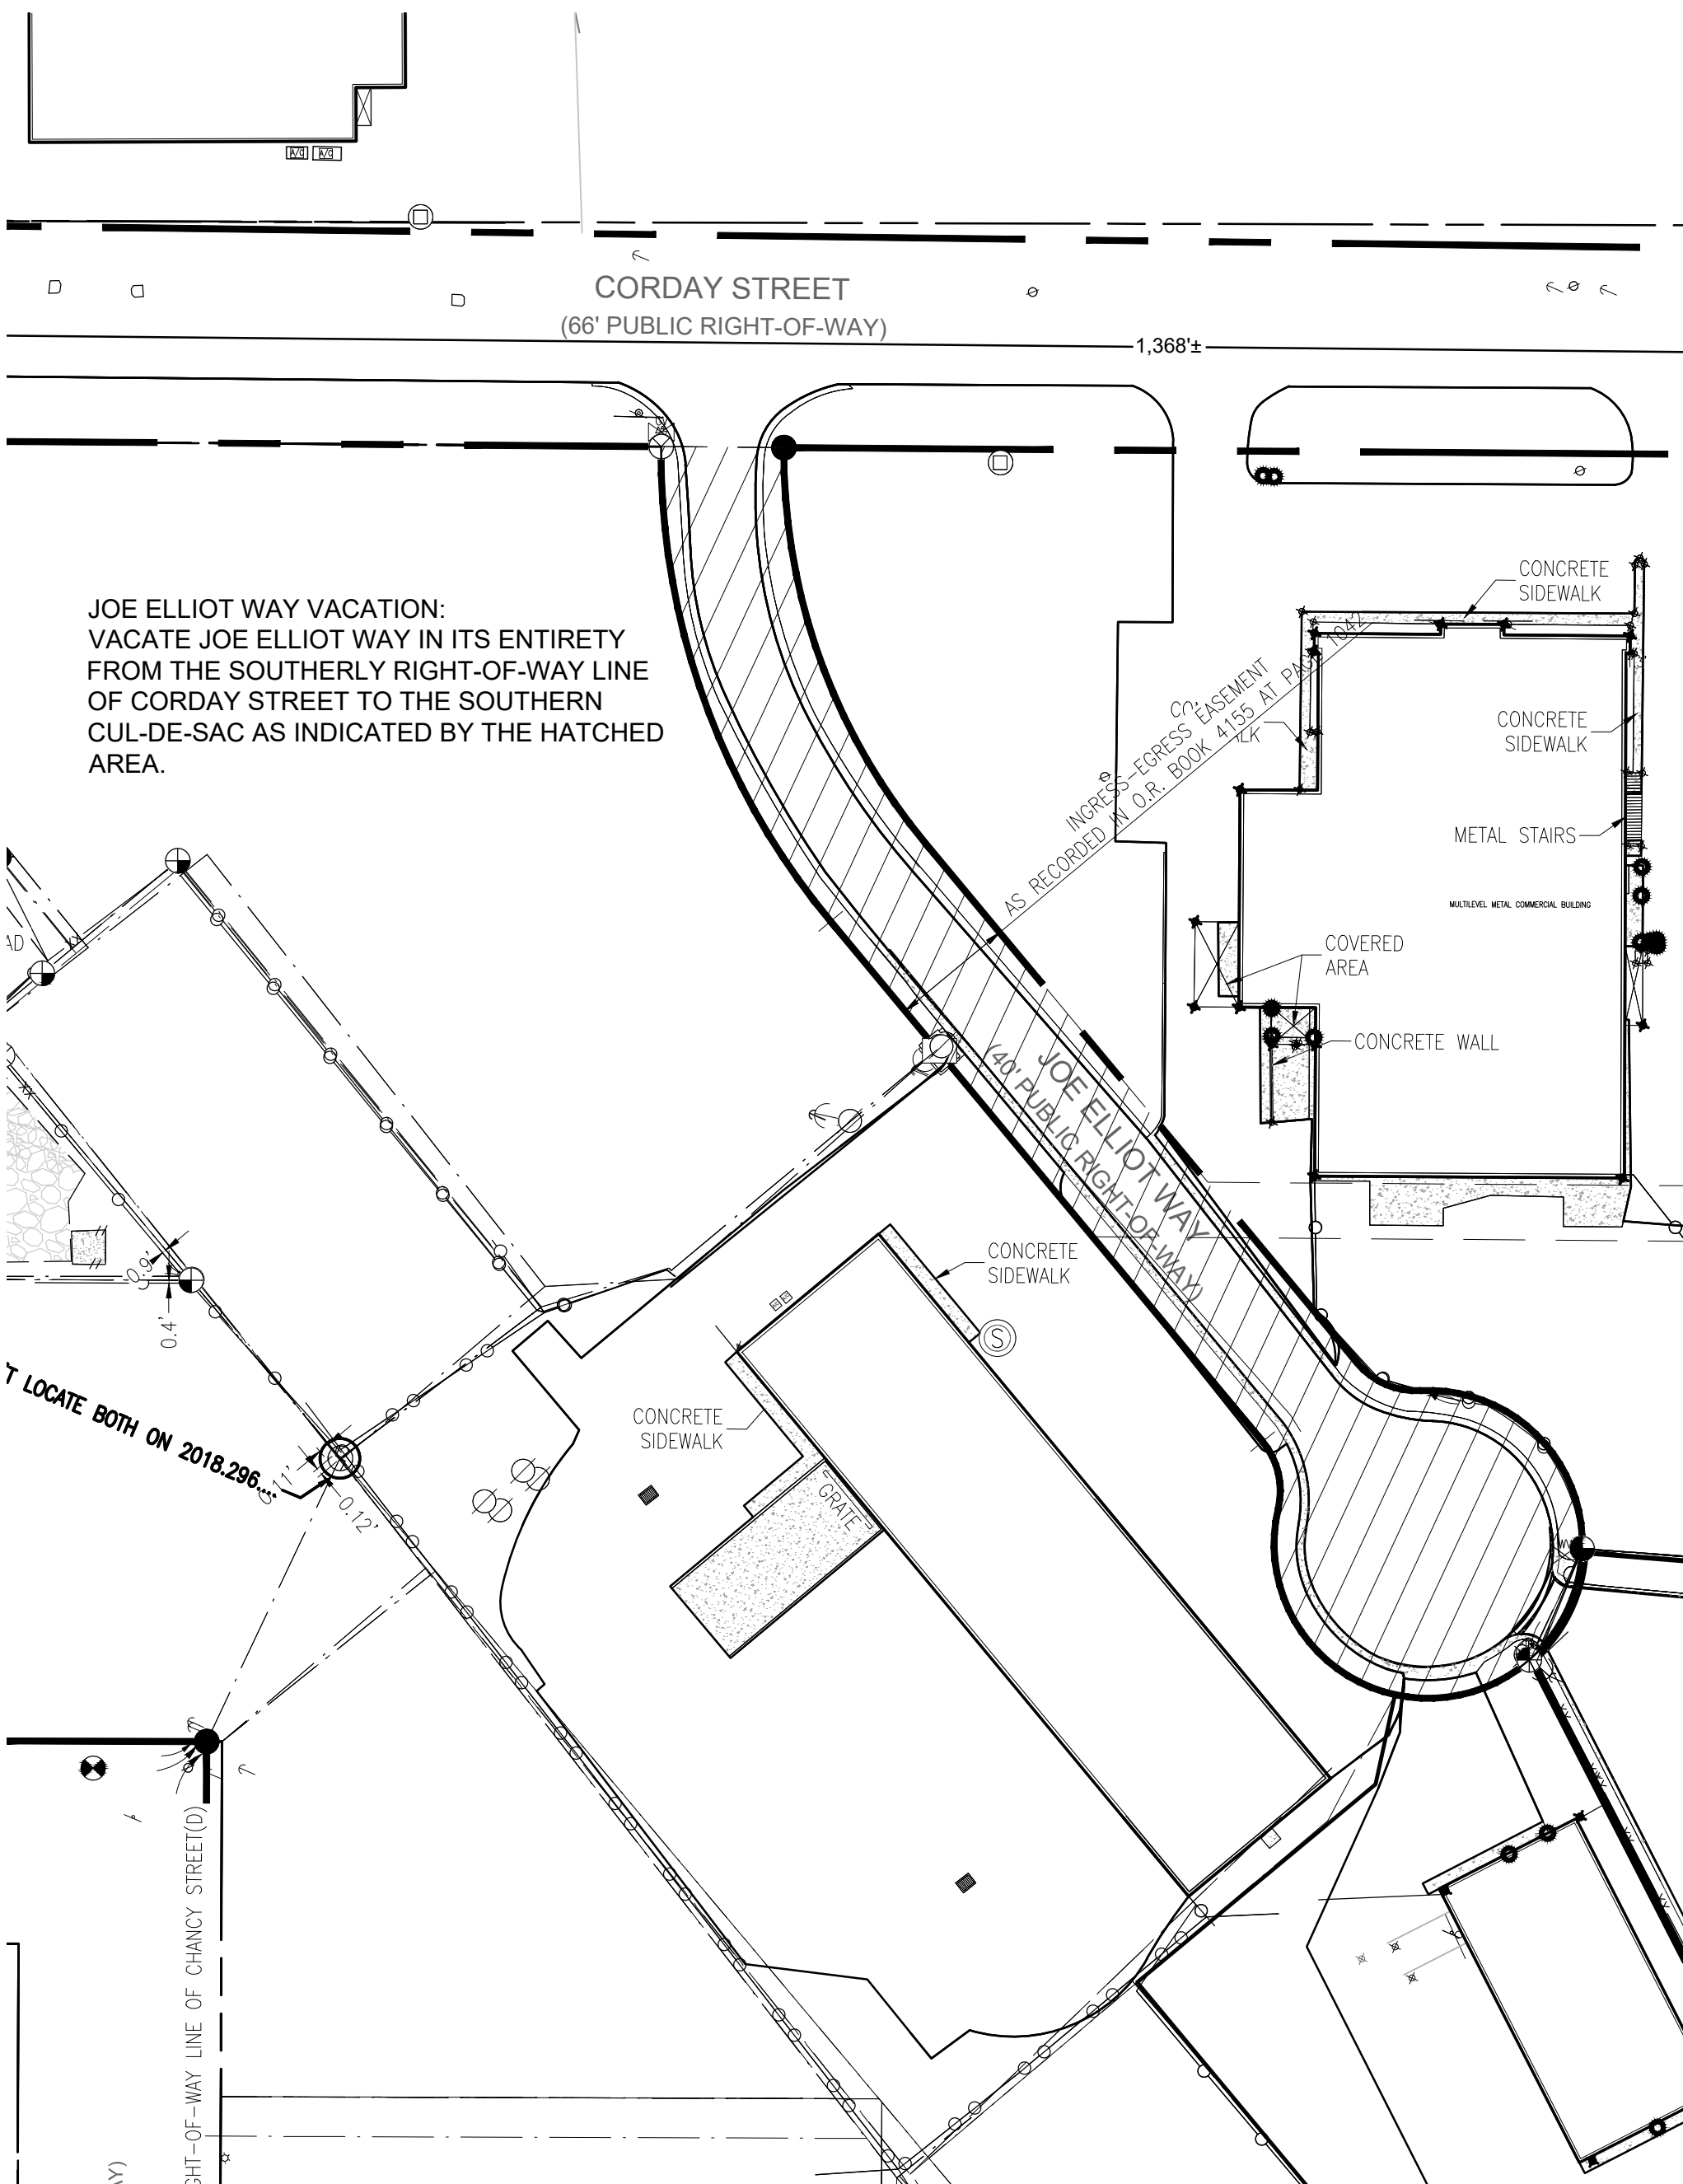 A/C
A/C
CORDAY STREET
(66' PUBLIC RIGHT-OF-WAY)
1,368'±
JOE ELLIOT WAY VACATION:
VACATE JOE ELLIOT WAY IN ITS ENTIRETY
FROM THE SOUTHERLY RIGHT-OF-WAY LINE
OF CORDAY STREET TO THE SOUTHERN
CUL-DE-SAC AS INDICATED BY THE HATCHED
AREA.
CONCRETE
SIDEWALK
INGRESS-EGRESS EASEMENT
AS RECORDED IN O.R. BOOK 4155 AT PAGE 1042
CONCRETE
SIDEWALK
METAL STAIRS
MULTILEVEL METAL COMMERCIAL BUILDING
COVERED
AREA
CONCRETE WALL
JOE ELLIOT WAY
(40' PUBLIC RIGHT-OF-WAY)
CONCRETE
SIDEWALK
S
0.9'
0.4'
T LOCATE BOTH ON 2018.296....
0.12'
CONCRETE
SIDEWALK
GRATE
GHT-OF-WAY LINE OF CHANCY STREET(D)
AY)